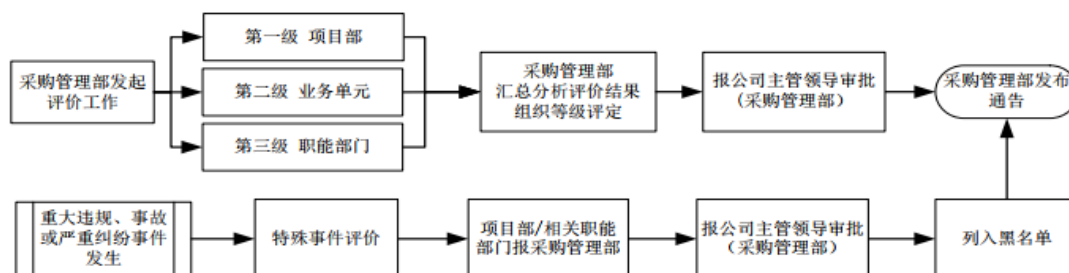 第一级 项目部
采购管理部发起
评价工作
第二级 业务单元
第三级 职能部门
采购管理部
汇总分析评价结果
组织等级评定
报公司主管领导审批
(采购管理部）
采购管理部发布
通告
重大违规、事故
或严重纠纷事件
发生
特殊事件评价
项目部/相关职能
部门报采购管理部
报公司主管领导审批
（采购管理部）
列入黑名单